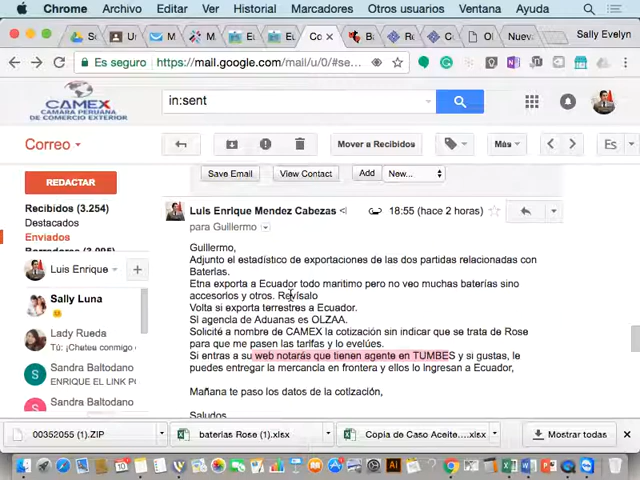 Chrome Archivo Editar Ver Historial Marcadores Otros usuarios Ventana Ayuda
Sally Evelyn
Es seguro https://mail.google.com/mail/u/0/#se...
CAMEX
CÁMARA PERUANA
DE COMERCIO EXTERIOR
in:sent
Correo
Mover a Recibidos
Más
Es
REDACTAR
Save Email View Contact Add New...
Recibidos (3.254)
Destacados
Enviados
Luis Enrique
Sally Luna
Lady Rueda
Tú: ¡Chetea conmigo
Sandra Baltodano
ENRIQUE EL LINK PO
Sandra Baltodano
Luis Enrique Mendez Cabezas <
18:55 (hace 2 horas)
para Guillermo
Guillermo,
Adjunto el estadístico de exportaciones de las dos partidas relacionadas con
Baterías.
Etna exporta a Ecuador todo marítimo pero no veo muchas baterías sino
accesorios y otros. Revísalo
Volta si exporta terrestres a Ecuador.
Sí agencia de Aduanas es OLZAA.
Solicité a nombre de CAMEX la cotización sin indicar que se trata de Rose
para que me pasen las tarifas y lo evelúes.
Si entras a su web notarás que tienen agente en TUMBES y si gustas, le
puedes entregar la mercancía en frontera y ellos lo ingresan a Ecuador,
Mañana te paso los datos de la cotización,
Saludos
00352055 (1).ZIP
baterías Rose (1).xlsx
Copia de Caso Aceite....xlsx
Mostrar todas